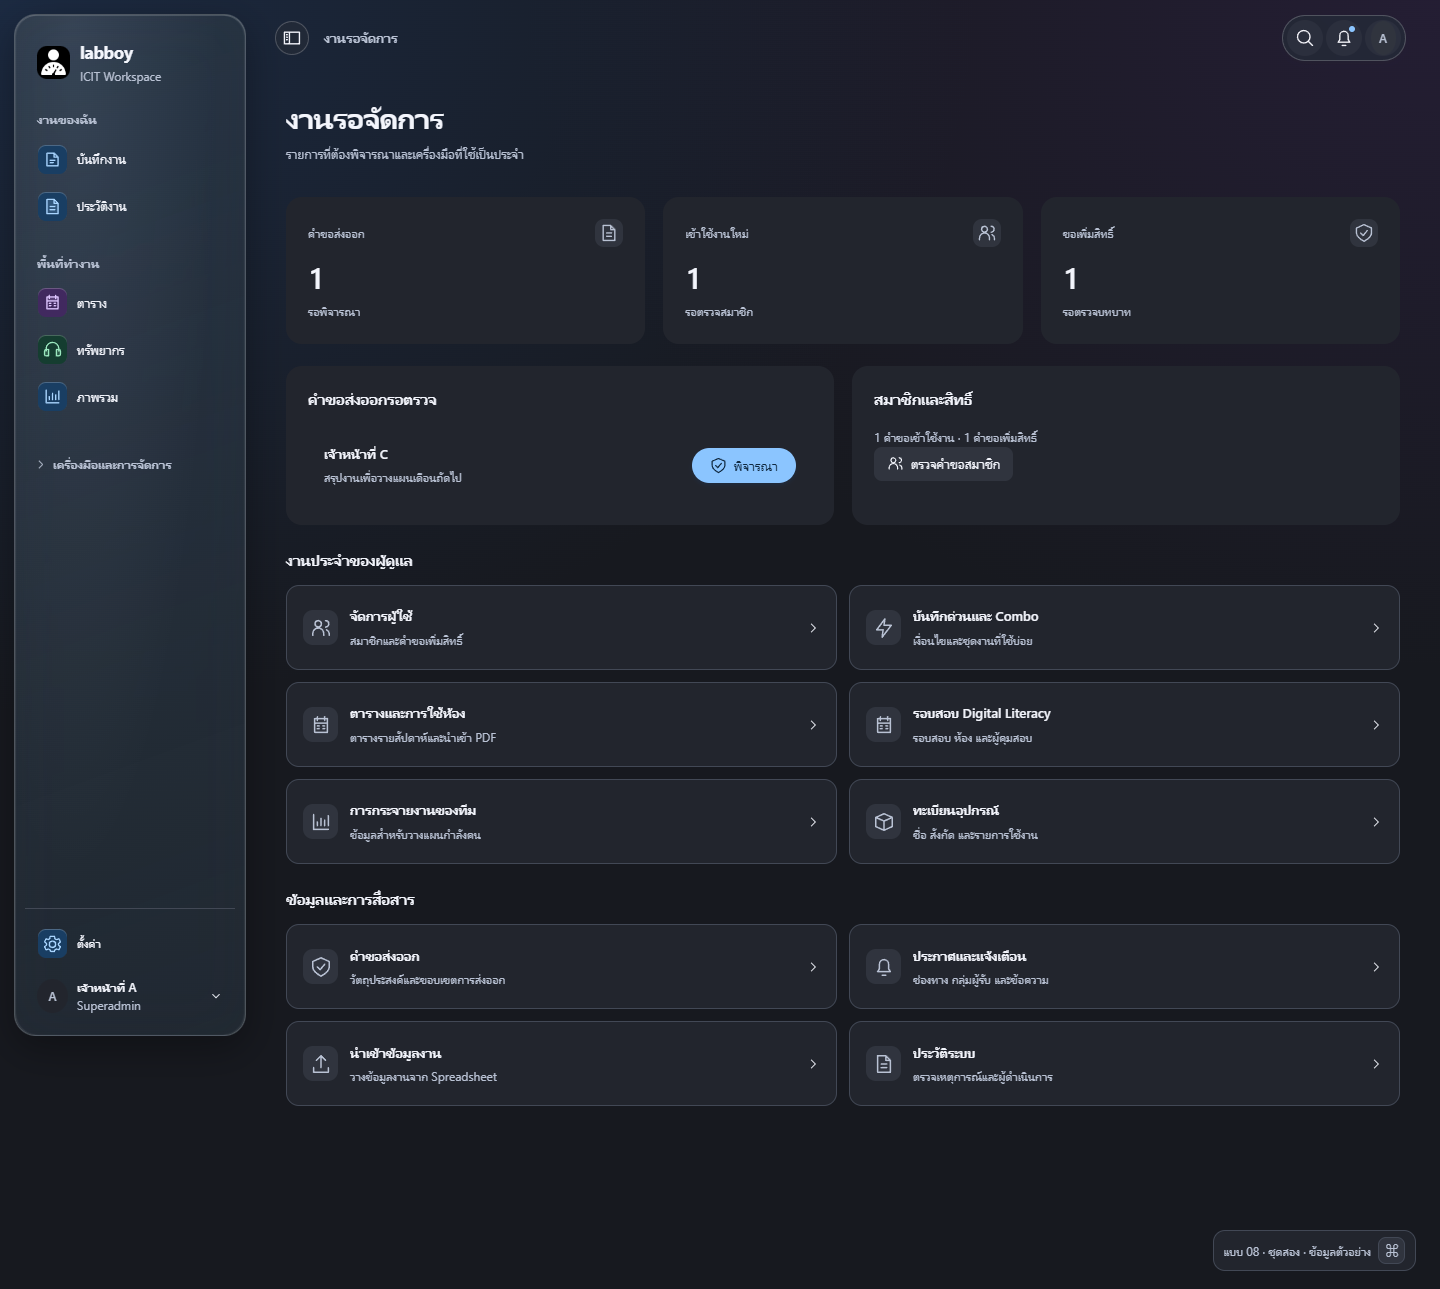 labboy
ICIT Workspace
งานของฉัน
บันทึกงาน
ประวัติงาน
พื้นที่ทำงาน
ตาราง
ทรัพยากร
ภาพรวม
เครื่องมือและการจัดการ
ตั้งค่า
A
เจ้าหน้าที่ A
Superadmin
งานรอจัดการ
A
งานรอจัดการ
รายการที่ต้องพิจารณาและเครื่องมือที่ใช้เป็นประจำ
คำขอส่งออก
1
รอพิจารณา
เข้าใช้งานใหม่
1
รอตรวจสมาชิก
ขอเพิ่มสิทธิ์
1
รอตรวจบทบาท
คำขอส่งออกรอตรวจ
เจ้าหน้าที่ C
สรุปงานเพื่อวางแผนเดือนถัดไป
พิจารณา
สมาชิกและสิทธิ์
1 คำขอเข้าใช้งาน · 1 คำขอเพิ่มสิทธิ์
ตรวจคำขอสมาชิก
งานประจำของผู้ดูแล
จัดการผู้ใช้
สมาชิกและคำขอเพิ่มสิทธิ์
บันทึกด่วนและ Combo
เงื่อนไขและชุดงานที่ใช้บ่อย
ตารางและการใช้ห้อง
ตารางรายสัปดาห์และนำเข้า PDF
รอบสอบ Digital Literacy
รอบสอบ ห้อง และผู้คุมสอบ
การกระจายงานของทีม
ข้อมูลสำหรับวางแผนกำลังคน
ทะเบียนอุปกรณ์
ชื่อ สังกัด และรายการใช้งาน
ข้อมูลและการสื่อสาร
คำขอส่งออก
วัตถุประสงค์และขอบเขตการส่งออก
ประกาศและแจ้งเตือน
ช่องทาง กลุ่มผู้รับ และข้อความ
นำเข้าข้อมูลงาน
วางข้อมูลงานจาก Spreadsheet
ประวัติระบบ
ตรวจเหตุการณ์และผู้ดำเนินการ
แบบ 08 · ชุดสอง · ข้อมูลตัวอย่าง ⌘